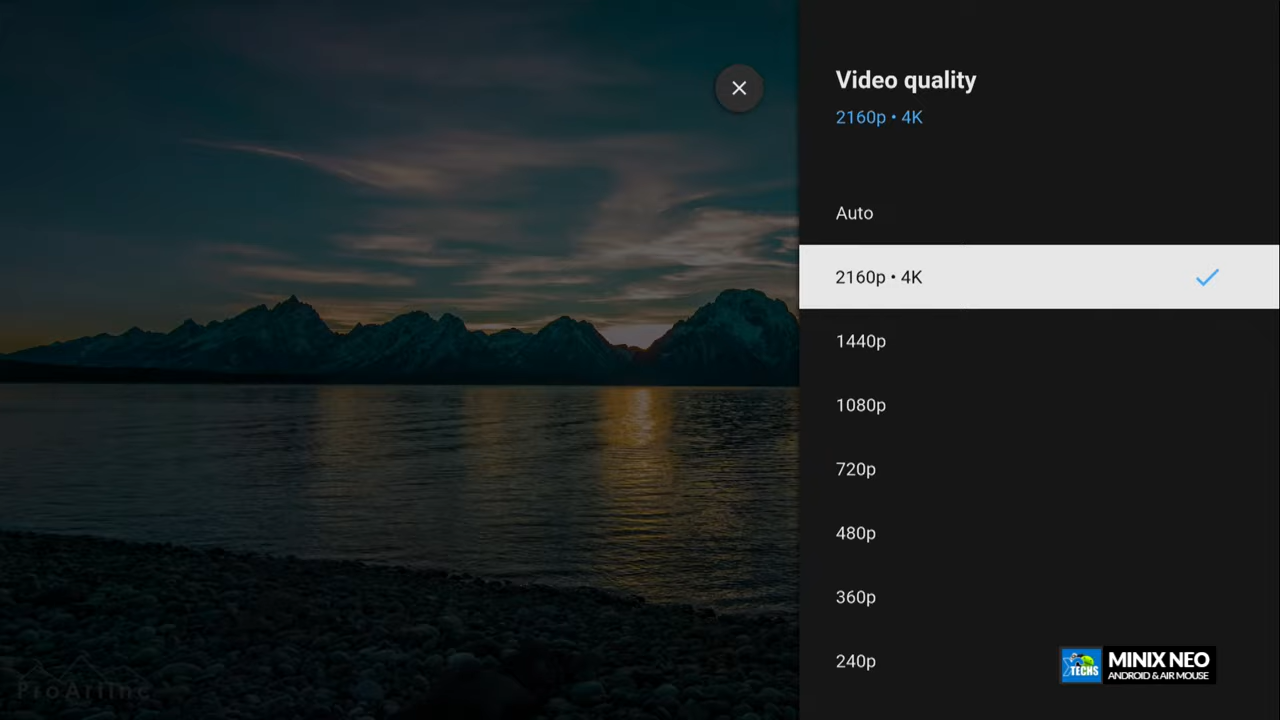 Video quality
2160p • 4K
Auto
2160p • 4K
1440p
1080p
720p
480p
360p
240p
TECHS
MINIX NEO
ANDROID & AIR MOUSE
ProArtInc